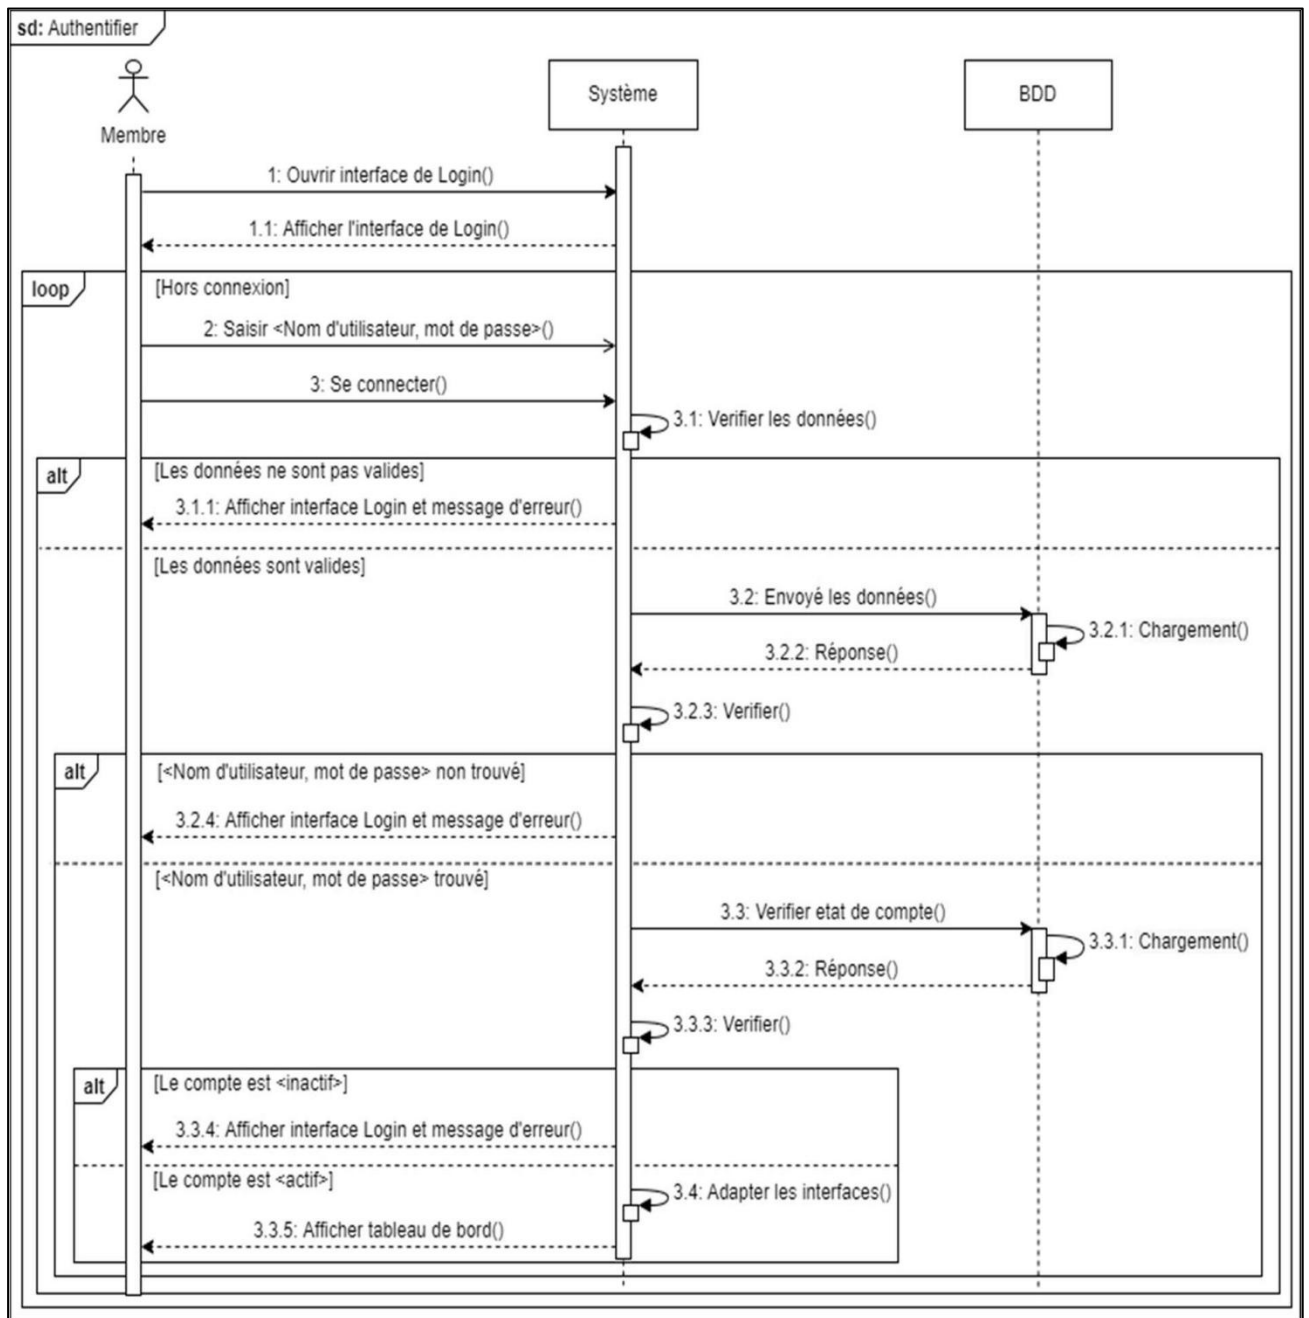 sd: Authentifier
Membre
Système
BDD
1: Ouvrir interface de Login()
1.1: Afficher l'interface de Login()
loop
[Hors connexion]
2: Saisir <Nom d'utilisateur, mot de passe>()
3: Se connecter()
3.1: Verifier les données()
alt
[Les données ne sont pas valides]
3.1.1: Afficher interface Login et message d'erreur()
[Les données sont valides]
3.2: Envoyé les données()
3.2.1: Chargement()
3.2.2: Réponse()
3.2.3: Verifier()
alt
[<Nom d'utilisateur, mot de passe> non trouvé]
3.2.4: Afficher interface Login et message d'erreur()
[<Nom d'utilisateur, mot de passe> trouvé]
3.3: Verifier etat de compte()
3.3.1: Chargement()
3.3.2: Réponse()
3.3.3: Verifier()
alt
[Le compte est <inactif>]
3.3.4: Afficher interface Login et message d'erreur()
[Le compte est <actif>]
3.4: Adapter les interfaces()
3.3.5: Afficher tableau de bord()